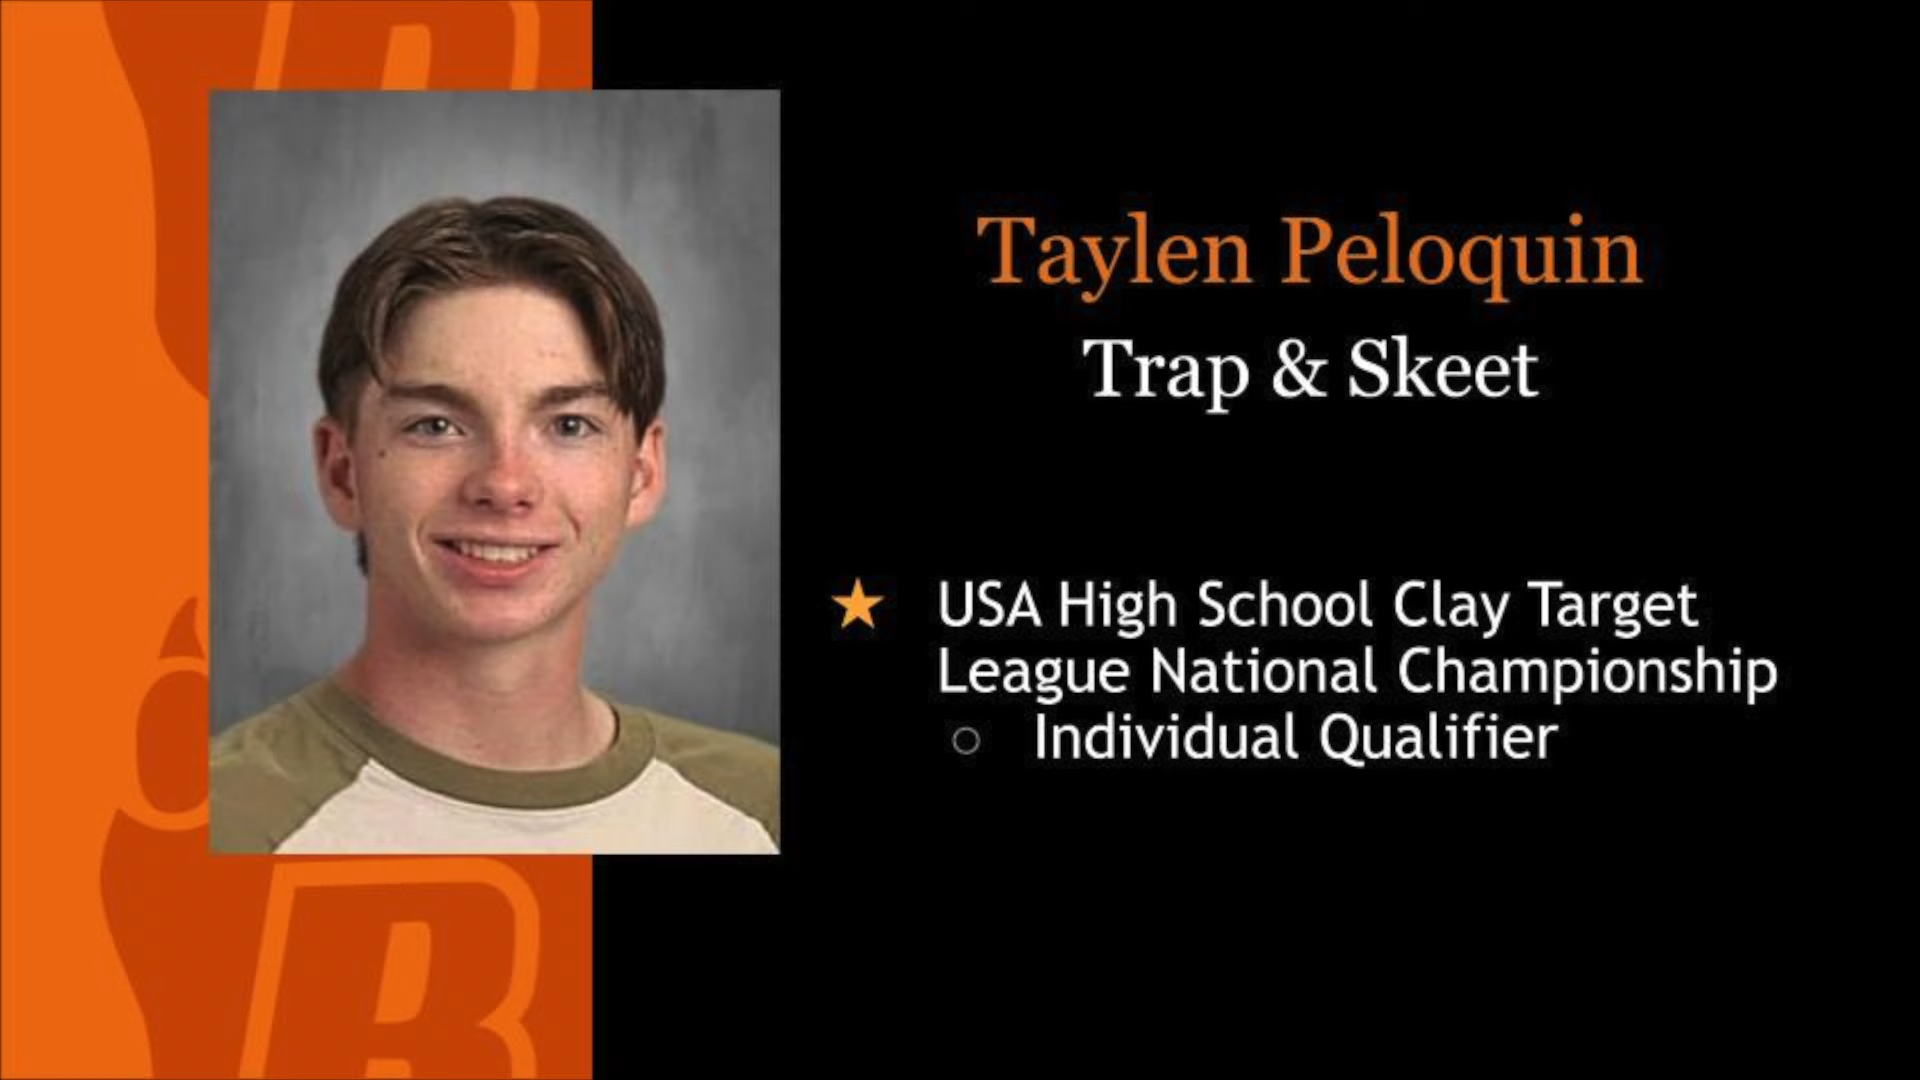 Taylen Peloquin
Trap & Skeet
★ USA High School Clay Target
League National Championship
○ Individual Qualifier